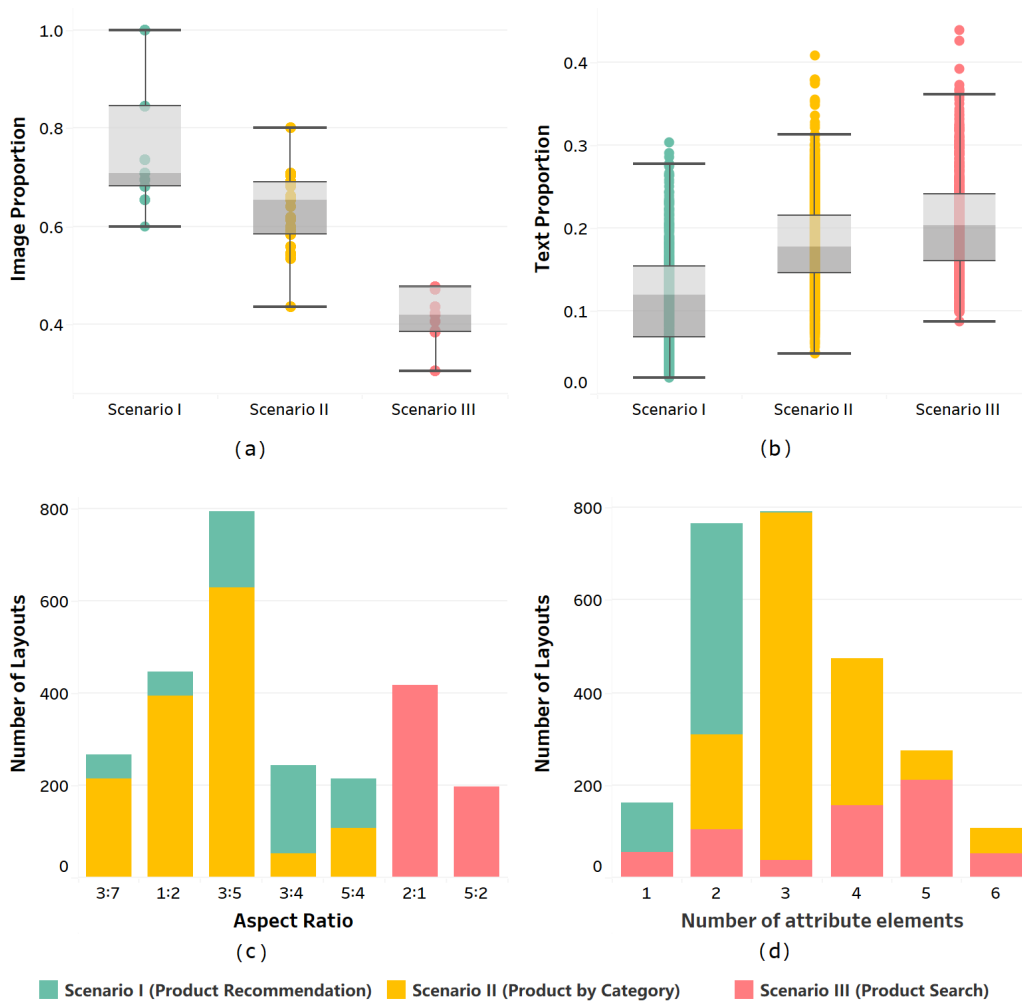 Image Proportion
1.0
0.8
0.6
0.4
Scenario I
Scenario II
Scenario III
(a)
Text Proportion
0.4
0.3
0.2
0.1
0.0
Scenario I
Scenario II
Scenario III
(b)
Number of Layouts
800
600
400
200
0
3:7
1:2
3:5
3:4
5:4
2:1
5:2
Aspect Ratio
(c)
Number of Layouts
800
600
400
200
0
1
2
3
4
5
6
Number of attribute elements
(d)
Scenario I (Product Recommendation)
Scenario II (Product by Category)
Scenario III (Product Search)